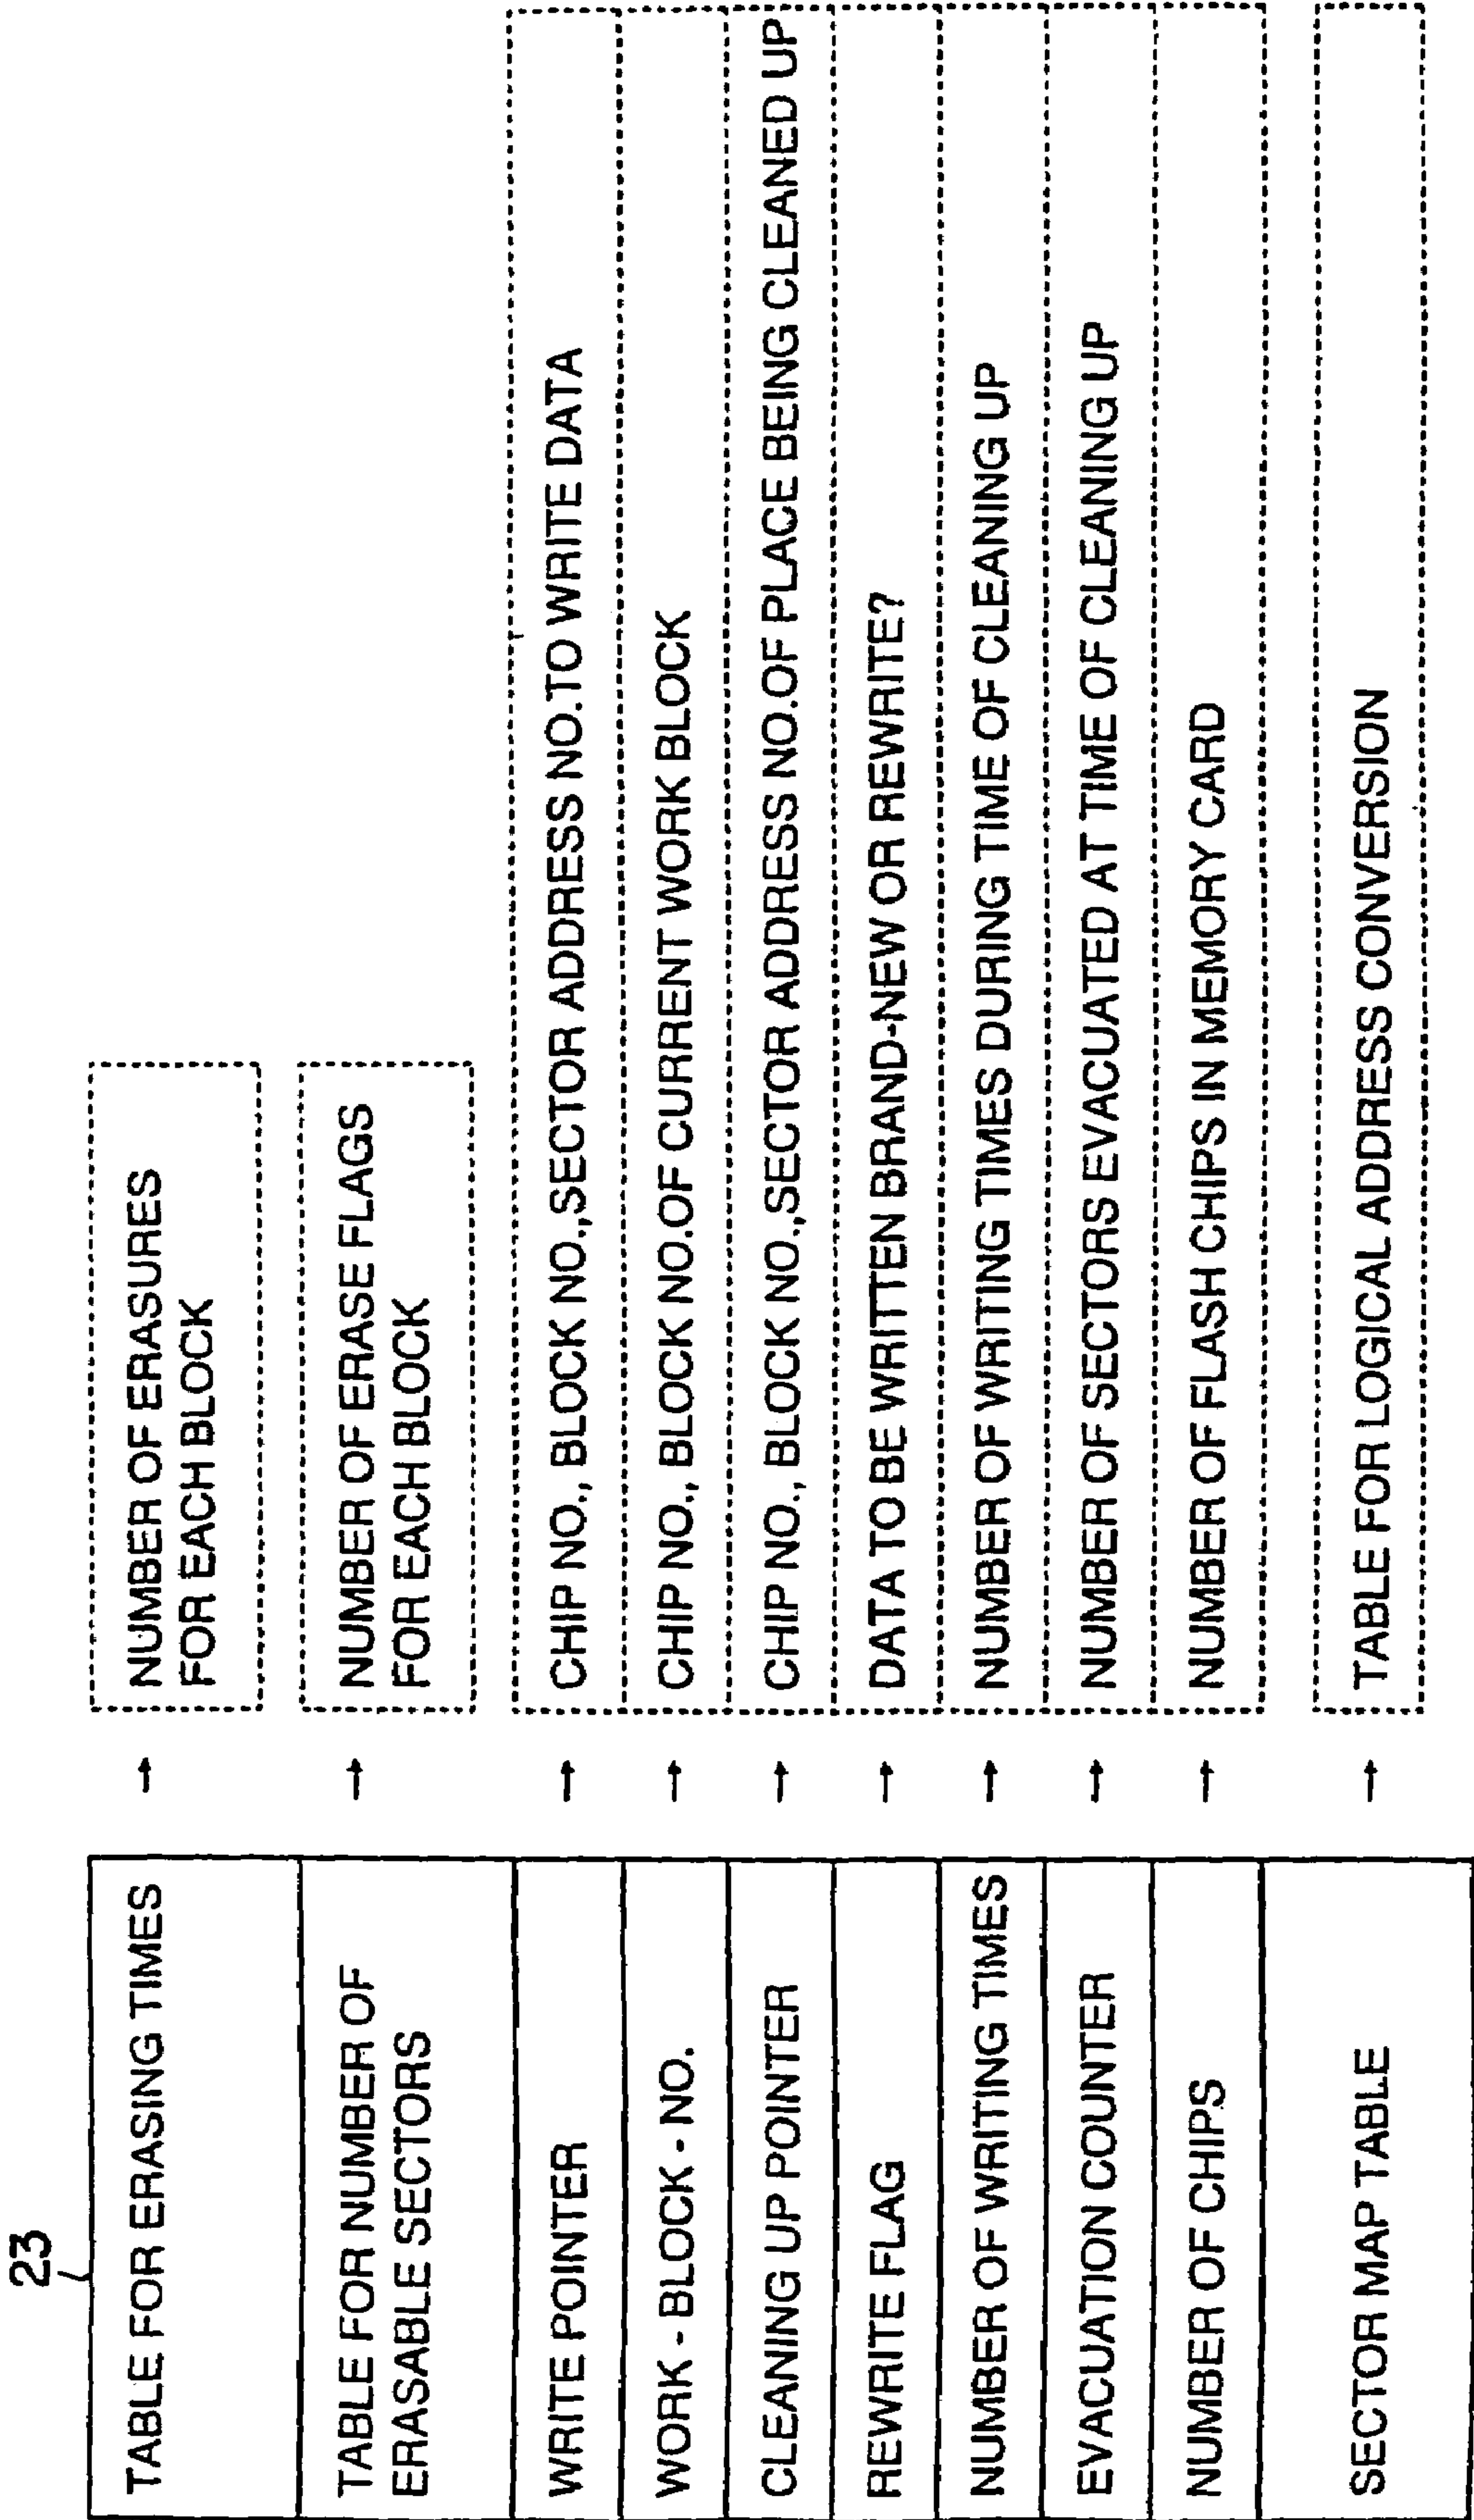 23
TABLE FOR ERASING TIMES
→
NUMBER OF ERASURES
FOR EACH BLOCK
TABLE FOR NUMBER OF
ERASABLE SECTORS
→
NUMBER OF ERASE FLAGS
FOR EACH BLOCK
WRITE POINTER
→
CHIP NO., BLOCK NO.,SECTOR ADDRESS NO.TO WRITE DATA
WORK - BLOCK - NO.
→
CHIP NO., BLOCK NO.OF CURRENT WORK BLOCK
CLEANING UP POINTER
→
CHIP NO., BLOCK NO.,SECTOR ADDRESS NO.OF PLACE BEING CLEANED UP
REWRITE FLAG
→
DATA TO BE WRITTEN BRAND-NEW OR REWRITE?
NUMBER OF WRITING TIMES
→
NUMBER OF WRITING TIMES DURING TIME OF CLEANING UP
EVACUATION COUNTER
→
NUMBER OF SECTORS EVACUATED AT TIME OF CLEANING UP
NUMBER OF CHIPS
→
NUMBER OF FLASH CHIPS IN MEMORY CARD
SECTOR MAP TABLE
→
TABLE FOR LOGICAL ADDRESS CONVERSION